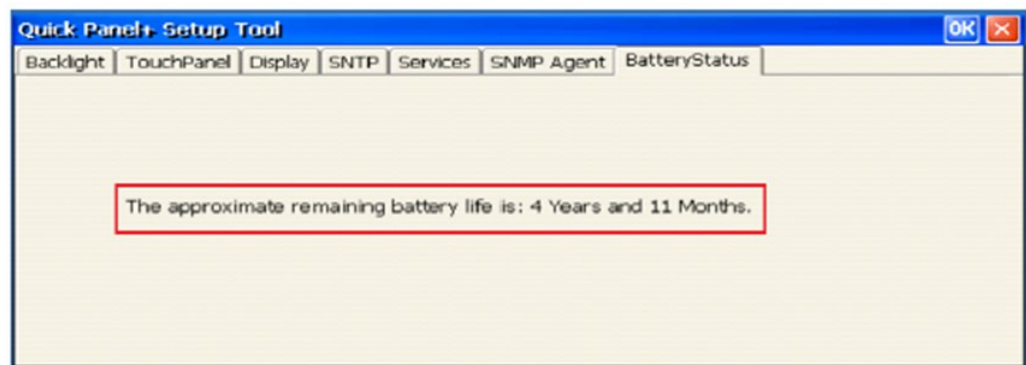 Quick Panel+ Setup Tool OK
Backlight TouchPanel Display SNTP Services SNMP Agent BatteryStatus
The approximate remaining battery life is: 4 Years and 11 Months.